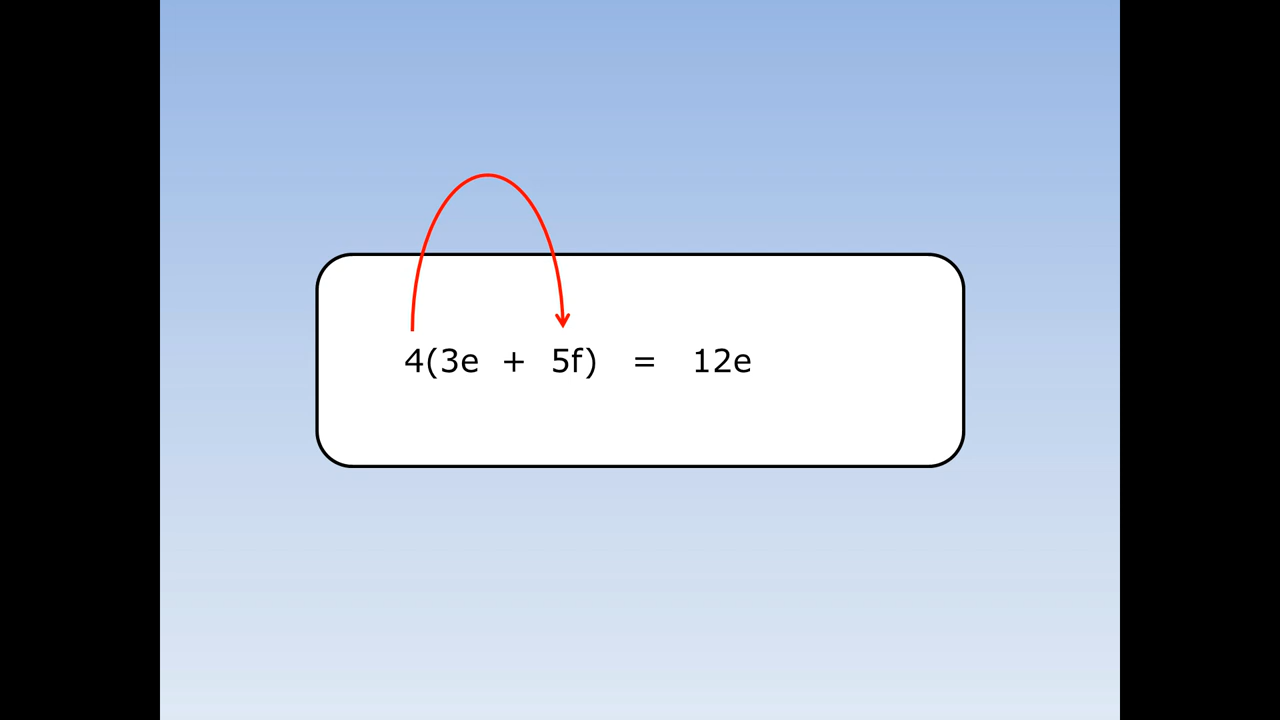 4(3e + 5f) = 12e